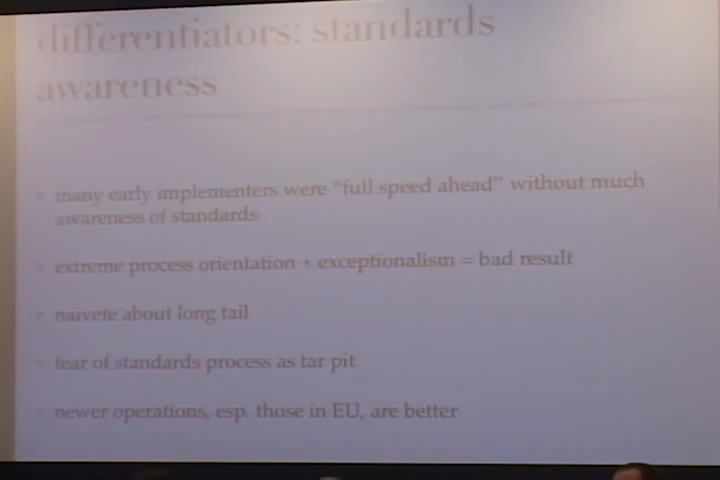 differentiators: standards
awareness
• many early implementers were “full speed ahead” without much
awareness of standards
• extreme process orientation + exceptionalism = bad result
• naivete about long tail
• fear of standards process as tar pit
• newer operations, esp. those in EU, are better